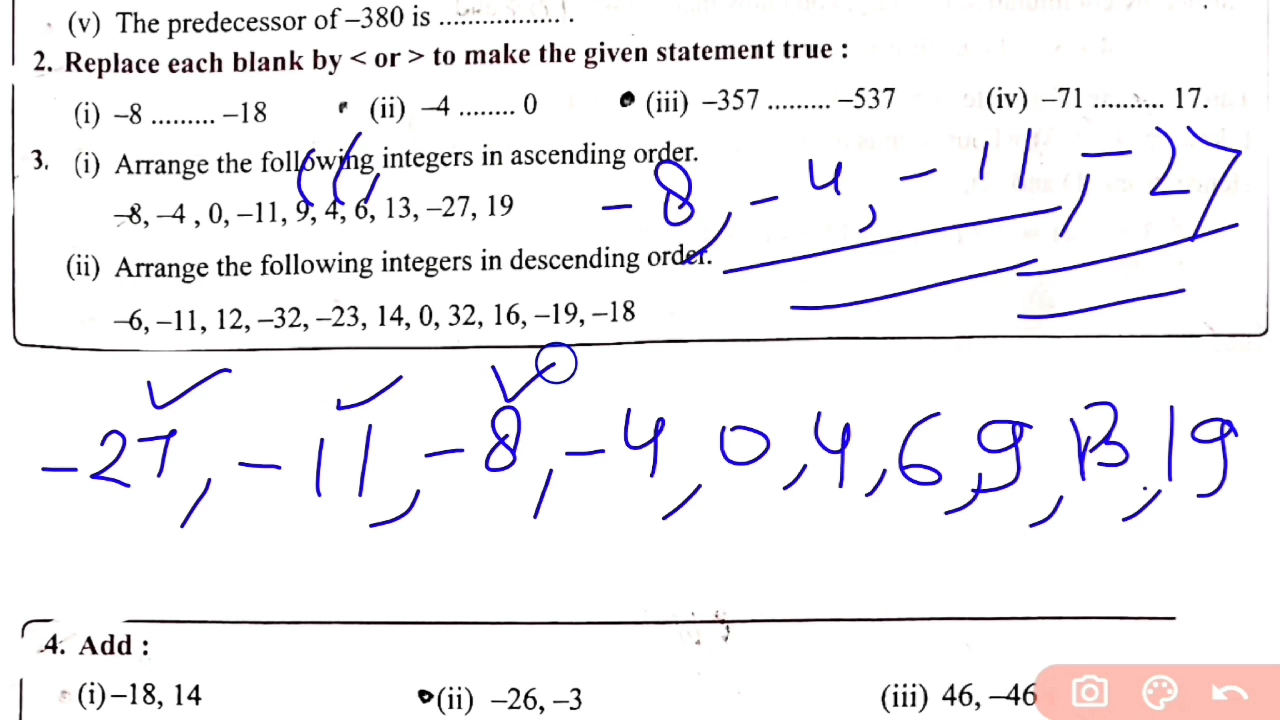 (v) The predecessor of –380 is ..................
2. Replace each blank by < or > to make the given statement true :
(i) –8 ......... –18 (ii) –4 ........ 0 (iii) –357 ......... –537 (iv) –71 .......... 17.
3. (i) Arrange the following integers in ascending order.
–8, –4 , 0, –11, 9, 4, 6, 13, –27, 19
-8, -4, -11, -27
(ii) Arrange the following integers in descending order.
–6, –11, 12, –32, –23, 14, 0, 32, 16, –19, –18
-27, -11, -8, -4, 0, 4, 6, 9, 13, 19
4. Add :
(i) –18, 14 (ii) –26, –3 (iii) 46, –46